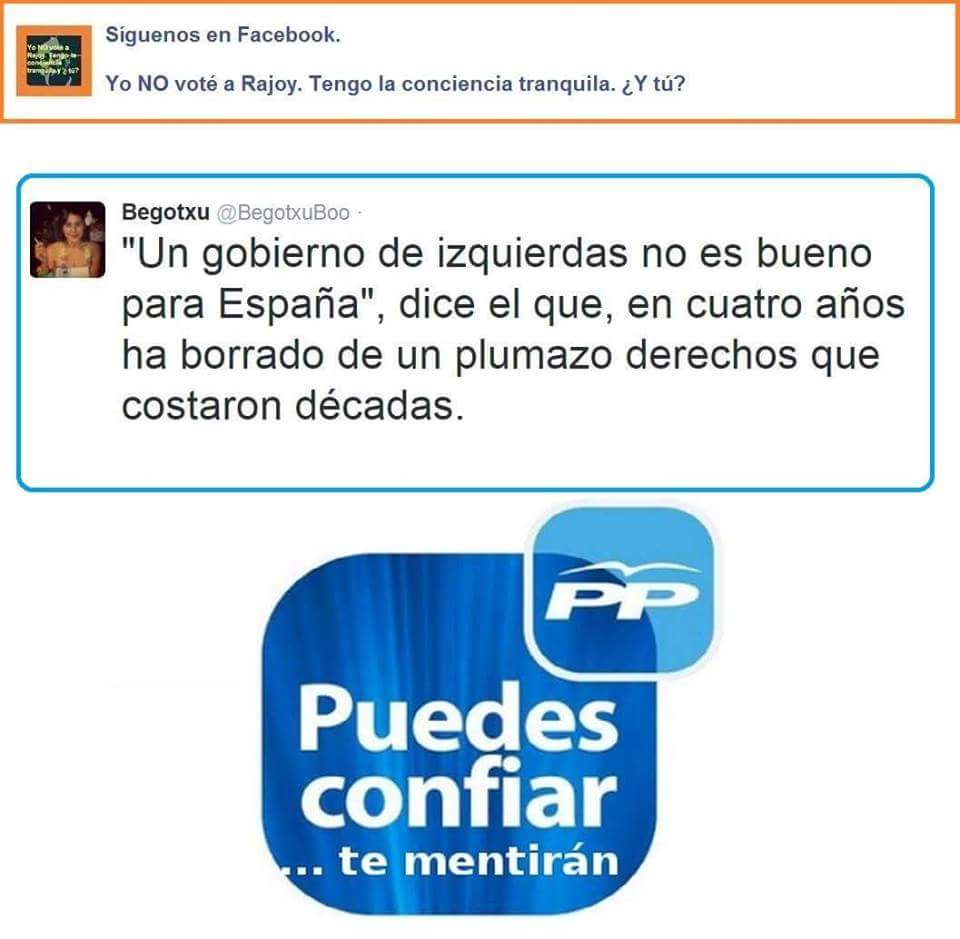 Síguenos en Facebook.
Yo NO voté a Rajoy. Tengo la conciencia tranquila. ¿Y tú?
Yo NO voté a
Rajoy. Tengo la
conciencia
tranquila y ¿ tú?
Begotxu @BegotxuBoo ·
"Un gobierno de izquierdas no es bueno
para España", dice el que, en cuatro años
ha borrado de un plumazo derechos que
costaron décadas.
PP
Puedes
confiar
... te mentirán